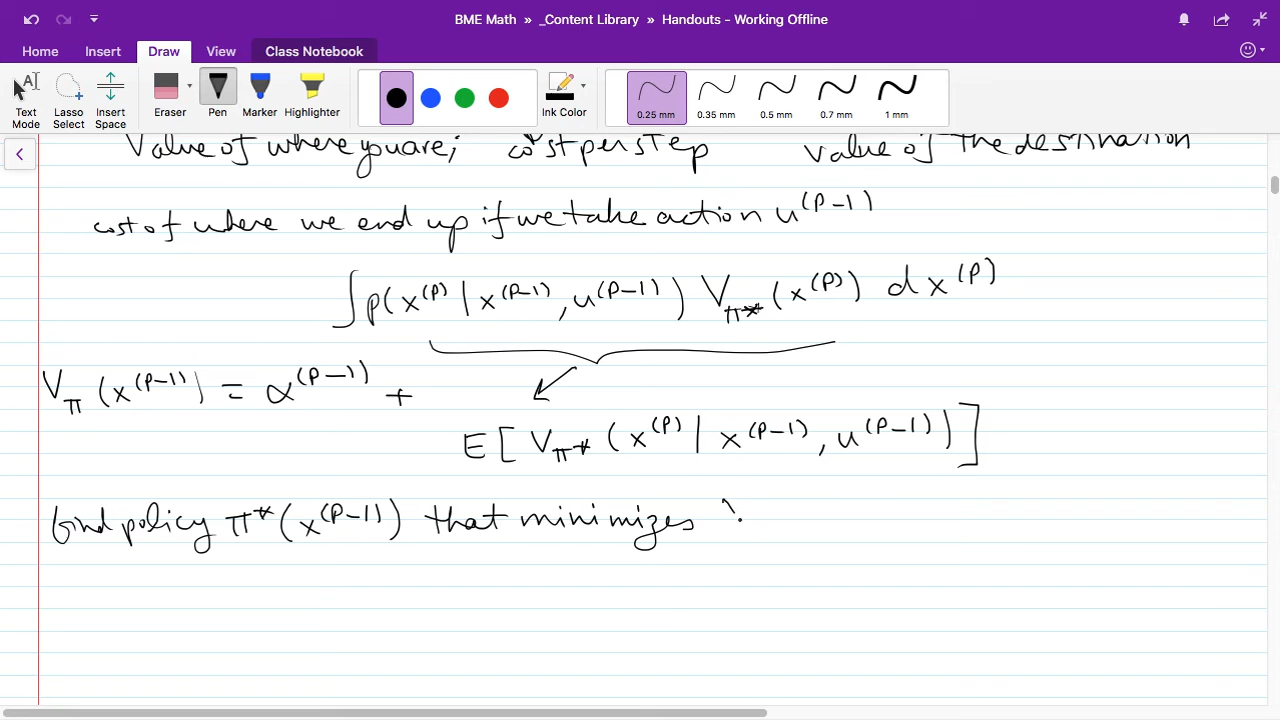 BME Math » _Content Library » Handouts – Working Offline
Home Insert Draw View Class Notebook
Text Mode Lasso Select Insert Space Eraser Pen Marker Highlighter Ink Color 0.25 mm 0.35 mm 0.5 mm 0.7 mm 1 mm
Value of where you are; cost per step value of the destination
cost of where we end up if we take action u^(P-1)
∫p(x^(P) | x^(P-1), u^(P-1)) V_π*(x^(P)) dx^(P)
V_π(x^(P-1)) = α^(P-1) +
E[V_π*(x^(P) | x^(P-1), u^(P-1))]
find policy π*(x^(P-1)) that minimizes